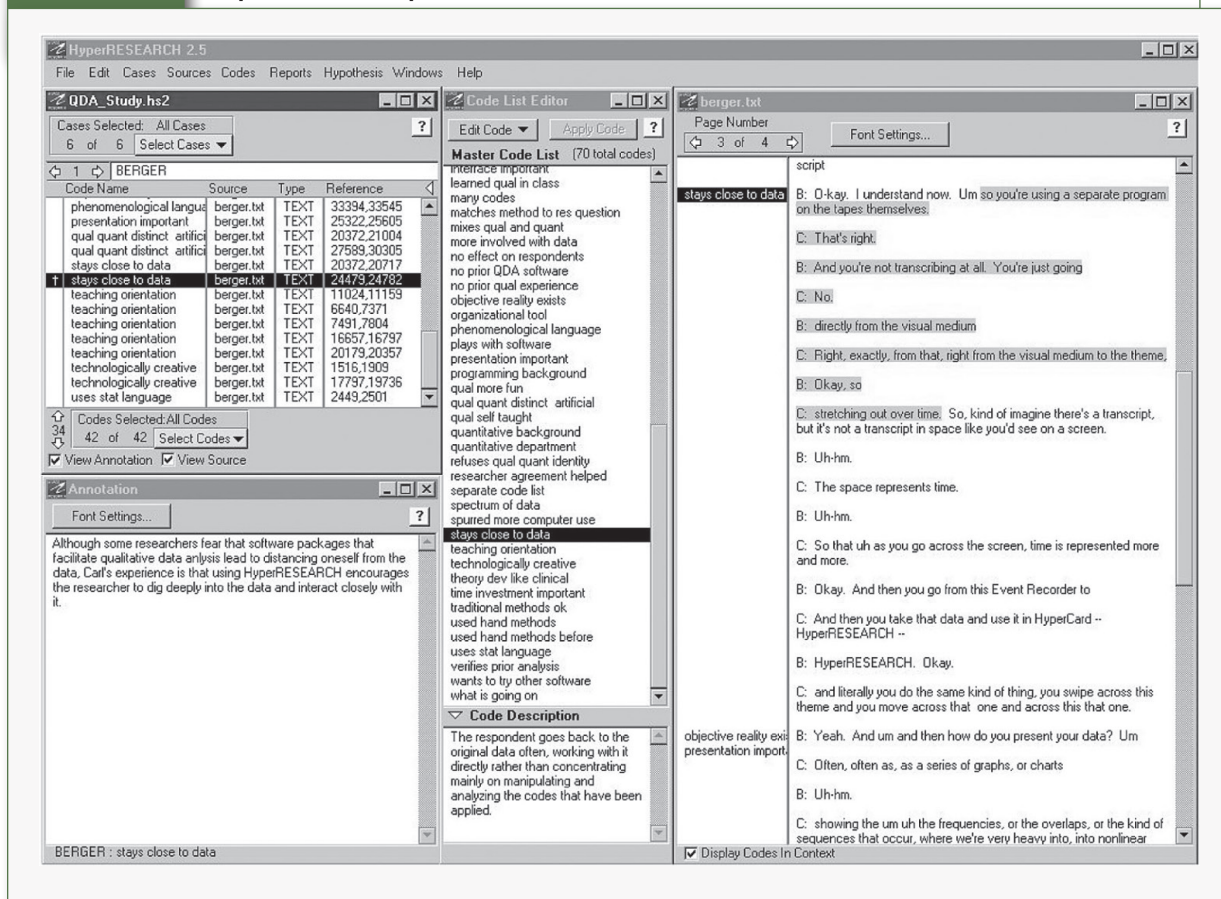 HyperRESEARCH 2.5
File Edit Cases Sources Codes Reports Hypothesis Windows Help
QDA_Study.hs2
Cases Selected: All Cases
6 of 6 Select Cases
?
1 BERGER
Code Name Source Type Reference
phenomenological langua berger.txt TEXT 33394,33545
presentation important berger.txt TEXT 25322,25605
qual quant distinct artifici berger.txt TEXT 20372,21004
qual quant distinct artifici berger.txt TEXT 27589,30305
stays close to data berger.txt TEXT 20372,20717
† stays close to data berger.txt TEXT 24479,24782
teaching orientation berger.txt TEXT 11024,11159
teaching orientation berger.txt TEXT 6640,7371
teaching orientation berger.txt TEXT 7491,7804
teaching orientation berger.txt TEXT 16657,16797
teaching orientation berger.txt TEXT 20179,20357
technologically creative berger.txt TEXT 1516,1909
technologically creative berger.txt TEXT 17797,19736
uses stat language berger.txt TEXT 2449,2501
34
Codes Selected:All Codes
42 of 42 Select Codes
View Annotation View Source
Annotation
Font Settings...
?
Although some researchers fear that software packages that
facilitate qualitative data anlysis lead to distancing oneself from the
data, Carl's experience is that using HyperRESEARCH encourages
the researcher to dig deeply into the data and interact closely with
it.
BERGER : stays close to data
Code List Editor
Edit Code Apply Code ?
Master Code List (70 total codes)
interface important
learned qual in class
many codes
matches method to res question
mixes qual and quant
more involved with data
no effect on respondents
no prior QDA software
no prior qual experience
objective reality exists
organizational tool
phenomenological language
plays with software
presentation important
programming background
qual more fun
qual quant distinct artificial
qual self taught
quantitative background
quantitative department
refuses qual quant identity
researcher agreement helped
separate code list
spectrum of data
spurred more computer use
stays close to data
teaching orientation
technologically creative
theory dev like clinical
time investment important
traditional methods ok
used hand methods
used hand methods before
uses stat language
verifies prior analysis
wants to try other software
what is going on
Code Description
The respondent goes back to the
original data often, working with it
directly rather than concentrating
mainly on manipulating and
analyzing the codes that have been
applied.
berger.txt
Page Number
3 of 4
Font Settings...
?
script
stays close to data
B: O-kay. I understand now. Um so you're using a separate program
on the tapes themselves.
C: That's right.
B: And you're not transcribing at all. You're just going
C: No.
B: directly from the visual medium
C: Right, exactly, from that, right from the visual medium to the theme,
B: Okay, so
C: stretching out over time. So, kind of imagine there's a transcript,
but it's not a transcript in space like you'd see on a screen.
B: Uh-hm.
C: The space represents time.
B: Uh-hm.
C: So that uh as you go across the screen, time is represented more
and more.
B: Okay. And then you go from this Event Recorder to
C: And then you take that data and use it in HyperCard --
HyperRESEARCH --
B: HyperRESEARCH. Okay.
C: and literally you do the same kind of thing, you swipe across this
theme and you move across that one and across this that one.
objective reality exis
presentation import
B: Yeah. And um and then how do you present your data? Um
C: Often, often as, as a series of graphs, or charts
B: Uh-hm.
C: showing the um uh the frequencies, or the overlaps, or the kind of
sequences that occur, where we're very heavy into, into nonlinear
Display Codes In Context